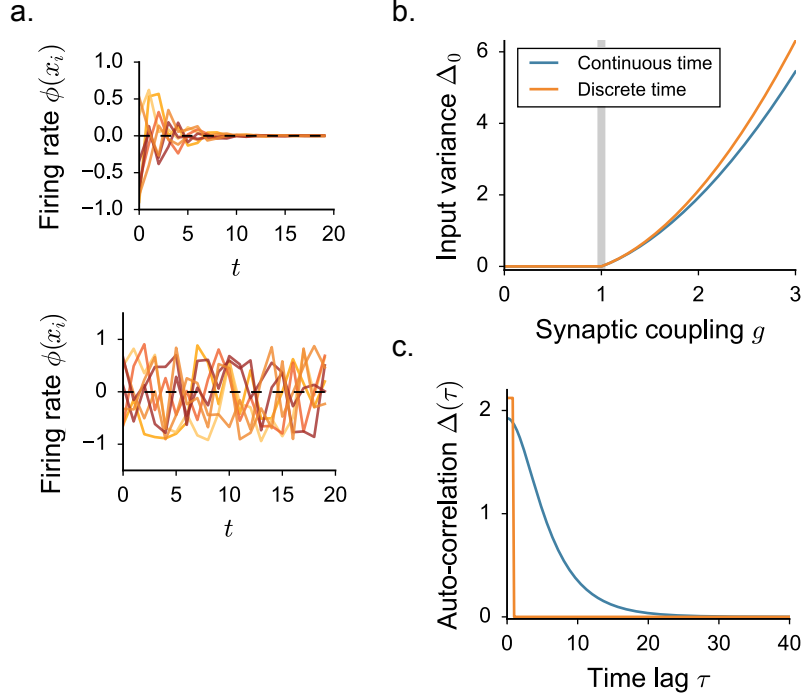 a.
Firing rate ϕ(xᵢ)
1.0
0.5
0.0
−0.5
−1.0
0 5 10 15 20
t
Firing rate ϕ(xᵢ)
1
0
−1
0 5 10 15 20
t
b.
Input variance Δ₀
6
4
2
0
Continuous time
Discrete time
0 1 2 3
Synaptic coupling g
c.
Auto-correlation Δ(τ)
2
1
0
0 10 20 30 40
Time lag τ